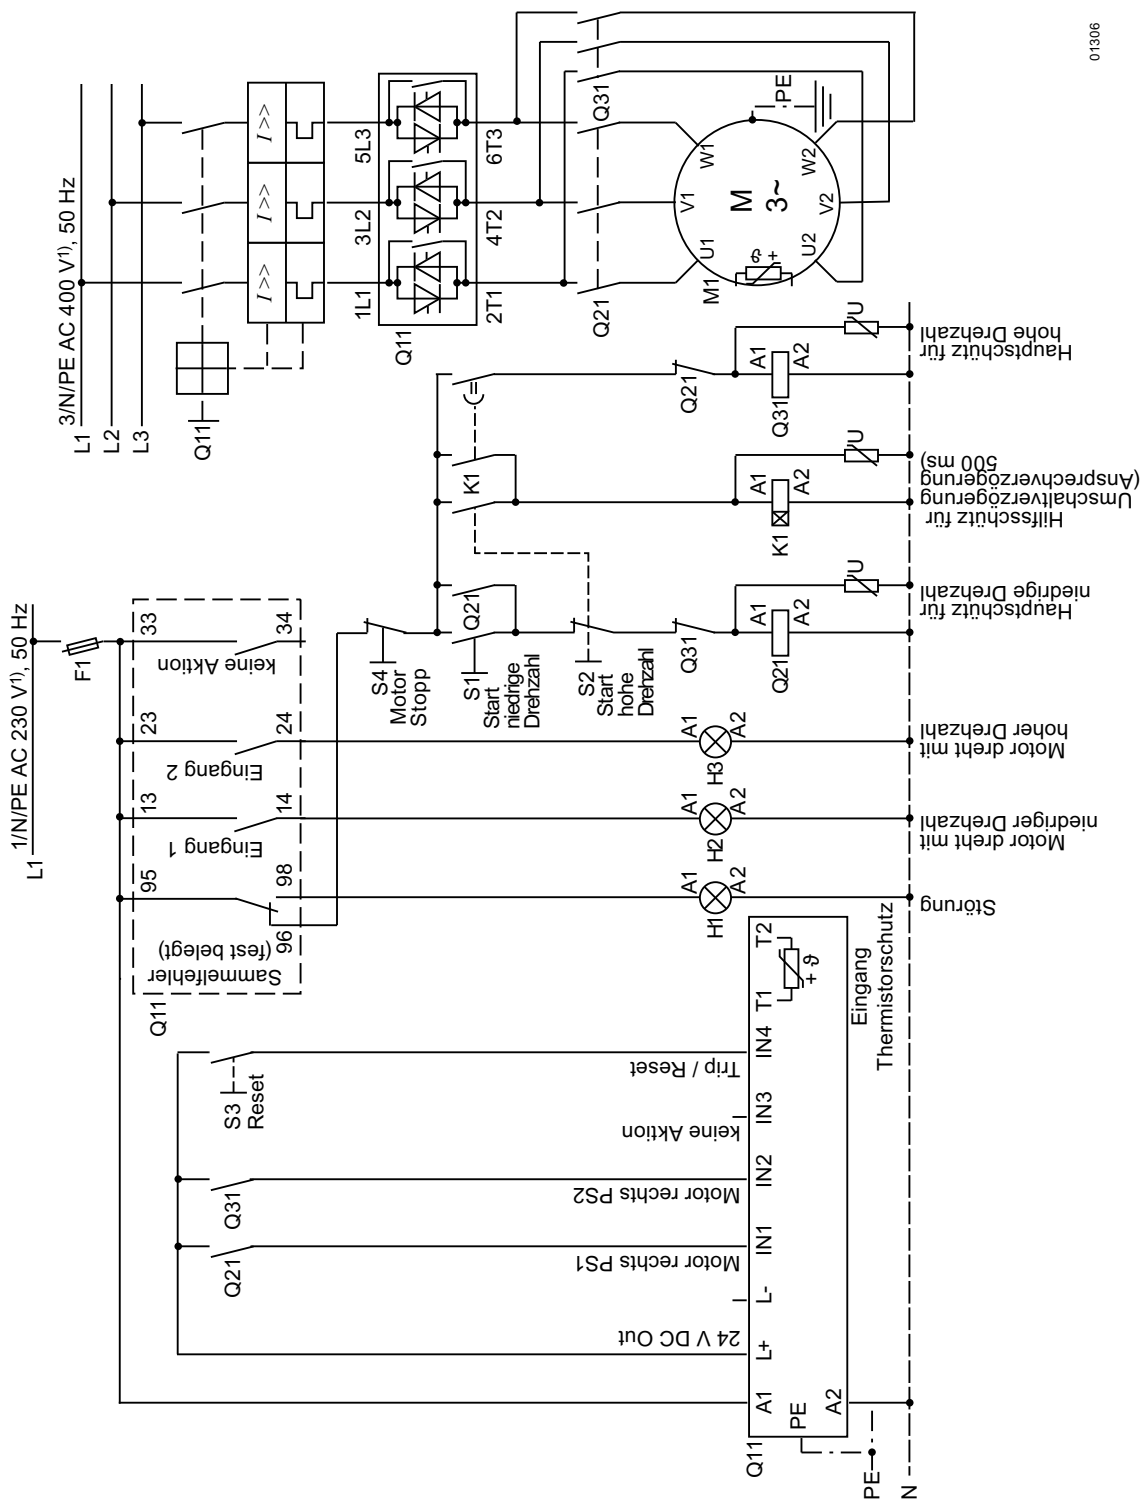 01306
3/N/PE AC 400 V¹⁾, 50 Hz
L1
L2
L3
Q11
I >>
I >>
I >>
1L1
3L2
5L3
Q11
2T1
4T2
6T3
Q21
Q31
PE
M1
ϑ +
U1
V1
W1
M
3~
U2
V2
W2
1/N/PE AC 230 V¹⁾, 50 Hz
L1
F1
Q11
95
13
23
33
Sammelfehler
(fest belegt)
Eingang 1
Eingang 2
keine Aktion
96
98
14
24
34
S4
Motor
Stopp
S1
Start
niedrige
Drehzahl
Q21
K1
S2
Start
hohe
Drehzahl
Q31
Q21
H1
A1
A2
H2
A1
A2
H3
A1
A2
Q21
A1
A2
U
K1
A1
A2
U
Q31
A1
A2
U
Störung
Motor dreht mit
niedriger Drehzahl
Motor dreht mit
hoher Drehzahl
Hauptschütz für
niedrige Drehzahl
Hilfsschütz für
Umschaltverzögerung
(Ansprechverzögerung
500 ms)
Hauptschütz für
hohe Drehzahl
Q21
Q31
S3
Reset
24 V DC Out
Motor rechts PS1
Motor rechts PS2
keine Aktion
Trip / Reset
Q11
A1
L+
L-
IN1
IN2
IN3
IN4
T1
T2
PE
A2
+ ϑ
Eingang
Thermistorschutz
PE
N